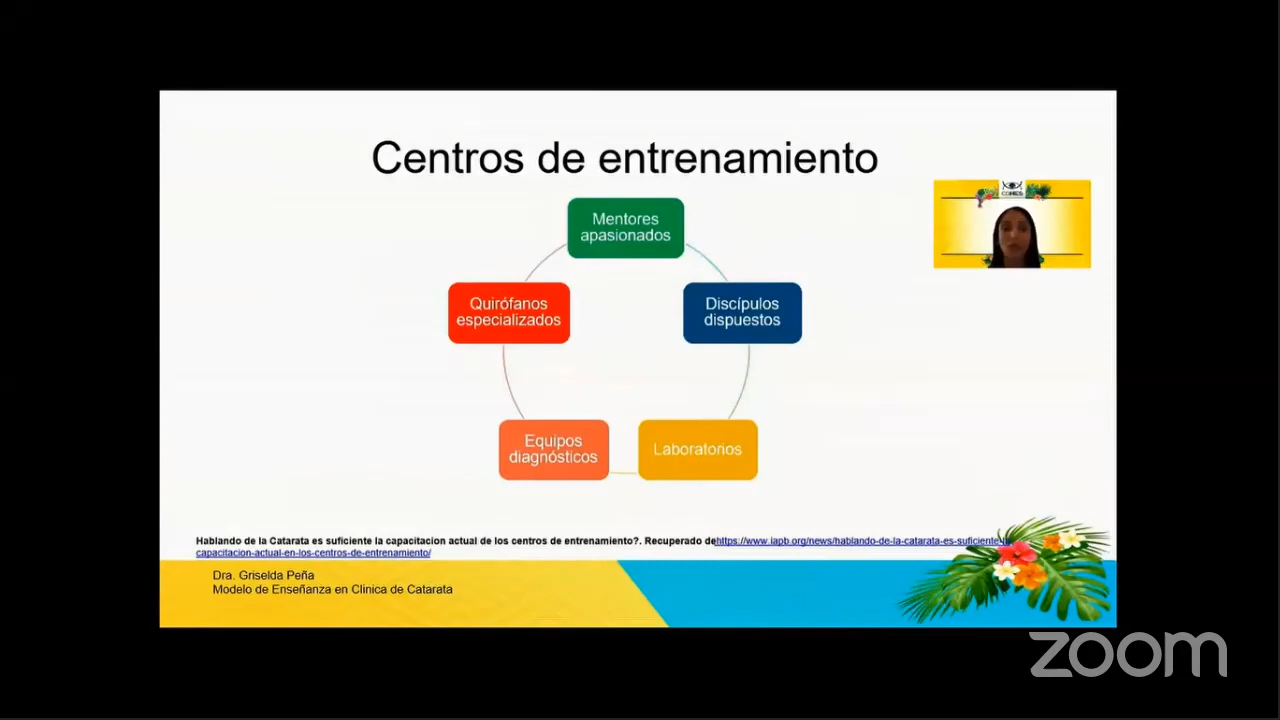 Centros de entrenamiento
Mentores
apasionados
Quirófanos
especializados
Discípulos
dispuestos
Equipos
diagnósticos
Laboratorios
Hablando de la Catarata es suficiente la capacitacion actual de los centros de entrenamiento?. Recuperado dehttps://www.iapb.org/news/hablando-de-la-catarata-es-suficiente-
capacitacion-actual-en-los-centros-de-entrenamiento/
Dra. Griselda Peña
Modelo de Enseñanza en Clinica de Catarata
zoom